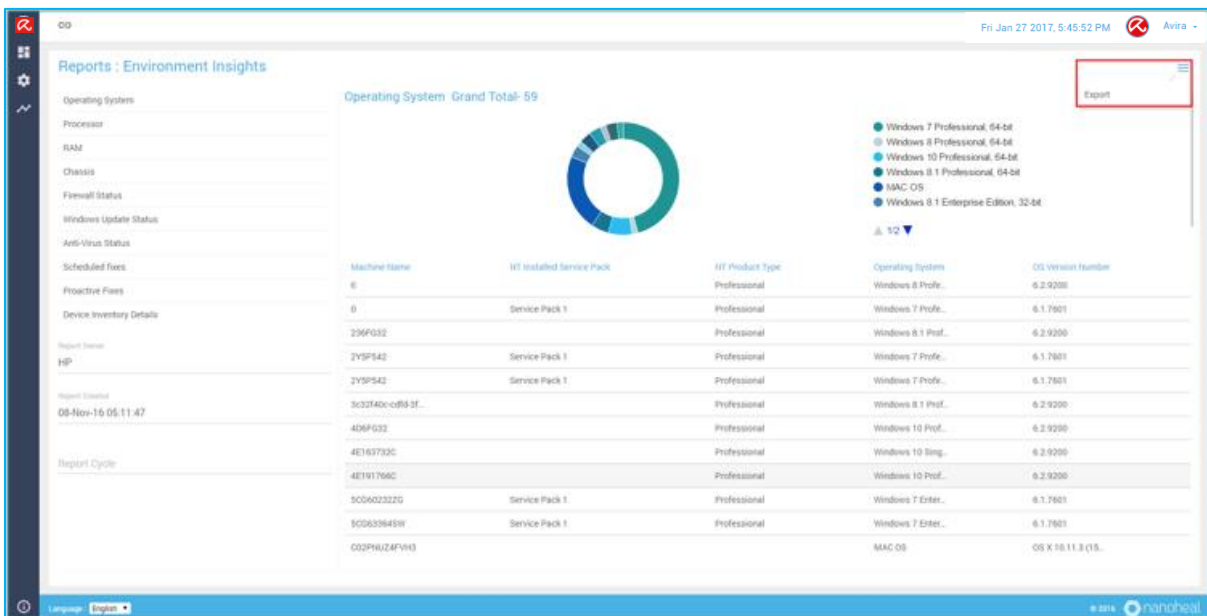 Fri Jan 27 2017, 5:45:52 PM Avira
Reports : Environment Insights
Export
Operating System
Processor
RAM
Chassis
Firewall Status
Windows Update Status
Anti-Virus Status
Scheduled fixes
Proactive Fixes
Device Inventory Details
Report Owner
HP
Report Created
08-Nov-16 05:11:47
Report Cycle
Operating System Grand Total- 59
Windows 7 Professional, 64-bit
Windows 8 Professional, 64-bit
Windows 10 Professional, 64-bit
Windows 8.1 Professional, 64-bit
MAC OS
Windows 8.1 Enterprise Edition, 32-bit
1/2
Machine Name NT Installed Service Pack NT Product Type Operating System OS Version Number
Professional Windows 8 Profe... 6.2.9200
0 Service Pack 1 Professional Windows 7 Profe... 6.1.7601
236FG32 Professional Windows 8.1 Prof... 6.2.9200
2Y5P542 Service Pack 1 Professional Windows 7 Profe... 6.1.7601
2Y5P542 Service Pack 1 Professional Windows 7 Profe... 6.1.7601
3c32f40c-cdfd-3f... Professional Windows 8.1 Prof... 6.2.9200
4D6FG32 Professional Windows 10 Prof... 6.2.9200
4E163732C Professional Windows 10 Sing... 6.2.9200
4E191766C Professional Windows 10 Prof... 6.2.9200
5CG60232ZG Service Pack 1 Professional Windows 7 Enter... 6.1.7601
5CG63364SW Service Pack 1 Professional Windows 7 Enter... 6.1.7601
C02PNUZ4FVH3 MAC OS OS X 10.11.3 (15...
Language : English
© 2016 nanoheal